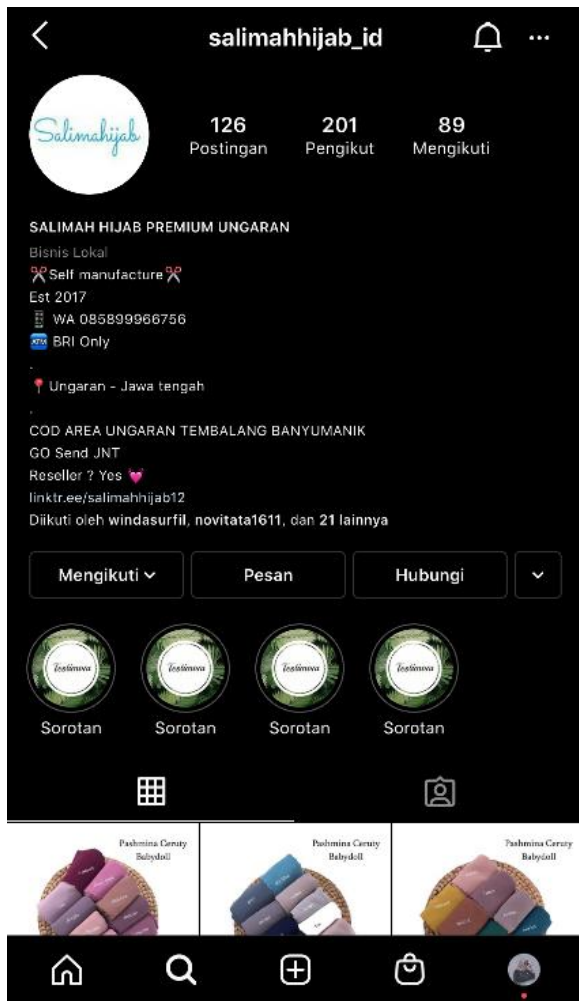 salimahhijab_id
Salimahijab
126 201 89
Postingan Pengikut Mengikuti
SALIMAH HIJAB PREMIUM UNGARAN
Bisnis Lokal
✂️Self manufacture✂️
Est 2017
📱 WA 085899966756
🏧 BRI Only
.
📍Ungaran - Jawa tengah
.
COD AREA UNGARAN TEMBALANG BANYUMANIK
GO Send JNT
Reseller ? Yes 💓
linktr.ee/salimahhijab12
Diikuti oleh windasurfil, novitata1611, dan 21 lainnya
Mengikuti Pesan Hubungi
Testimoni Testimoni Testimoni Testimoni
Sorotan Sorotan Sorotan Sorotan
Pashmina Ceruty Pashmina Ceruty Pashmina Ceruty
Babydoll Babydoll Babydoll